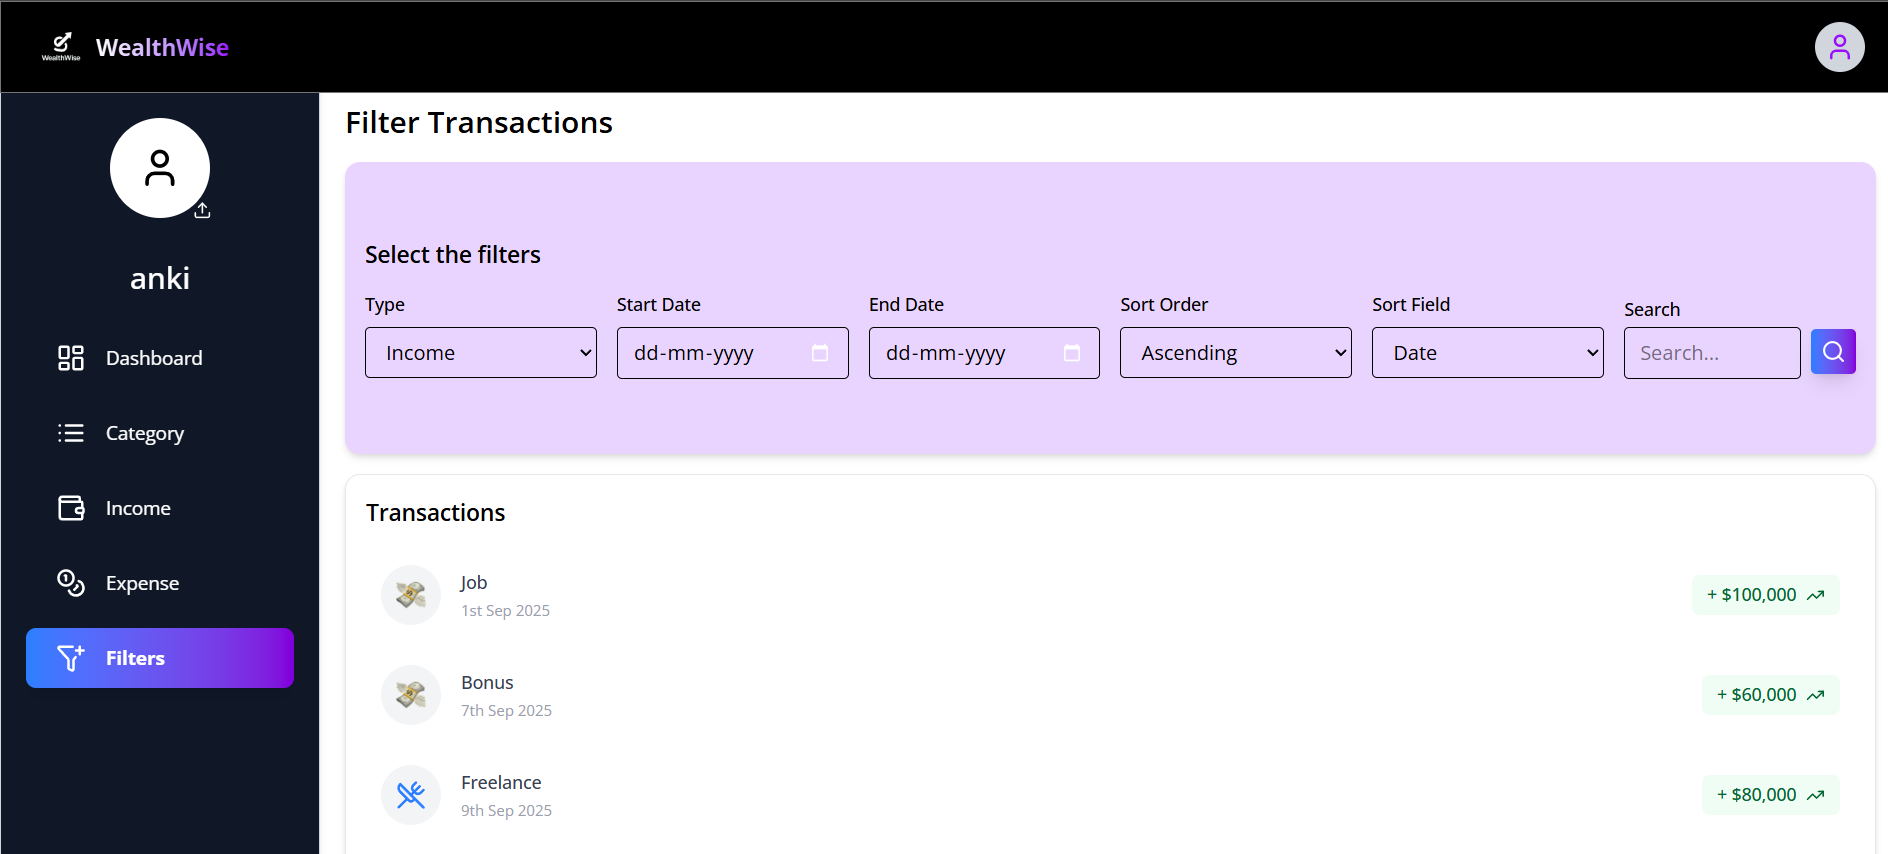 WealthWise
WealthWise
anki
Dashboard
Category
Income
Expense
Filters
Filter Transactions
Select the filters
Type Start Date End Date Sort Order Sort Field Search
Income dd-mm-yyyy dd-mm-yyyy Ascending Date Search...
Transactions
Job
1st Sep 2025
+ $100,000
Bonus
7th Sep 2025
+ $60,000
Freelance
9th Sep 2025
+ $80,000